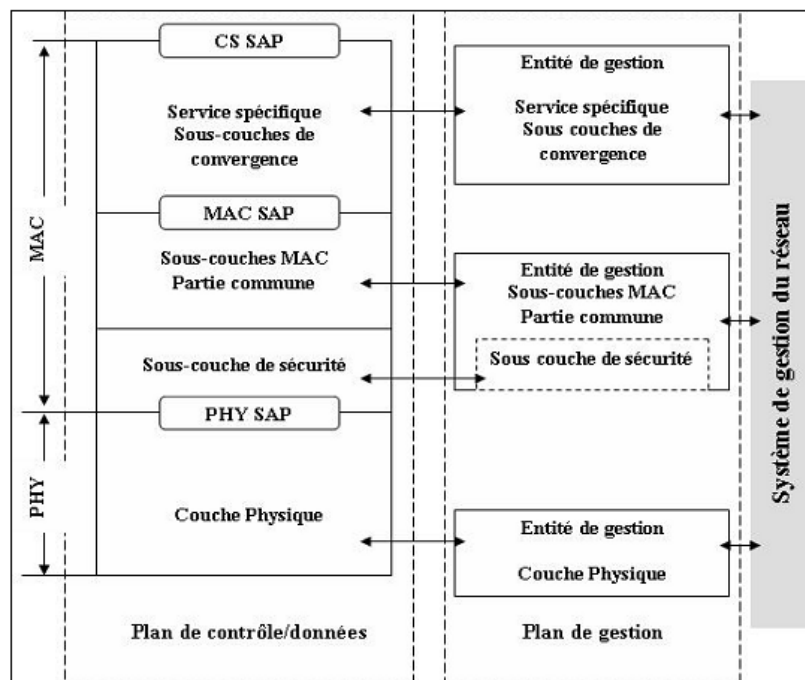 CS SAP
Service spécifique
Sous-couches de
convergence
MAC SAP
Sous-couches MAC
Partie commune
Sous-couche de sécurité
PHY SAP
Couche Physique
Plan de contrôle/données
MAC
PHY
Entité de gestion
Service spécifique
Sous couches de
convergence
Entité de gestion
Sous-couches MAC
Partie commune
Sous couche de sécurité
Entité de gestion
Couche Physique
Plan de gestion
Système de gestion du réseau